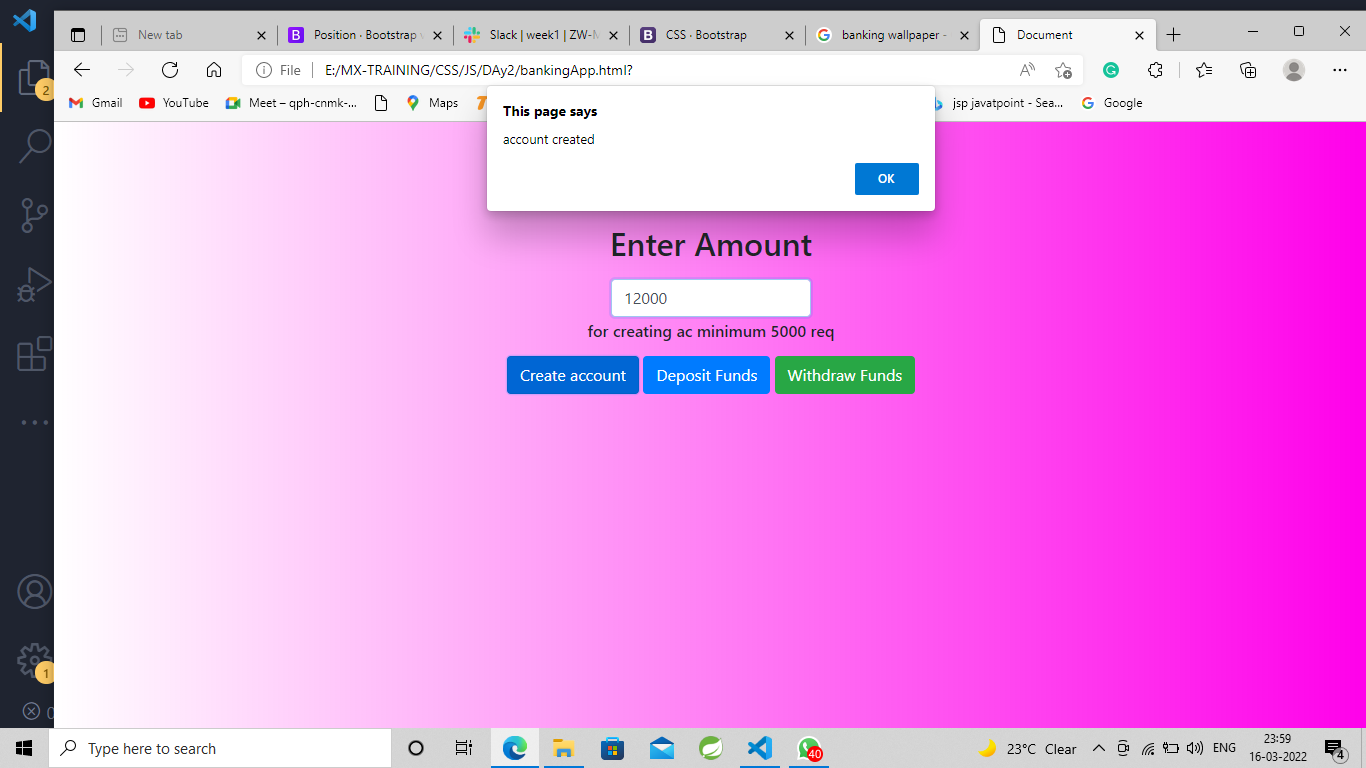 New tab
Position · Bootstrap v
Slack | week1 | ZW-M
CSS · Bootstrap
banking wallpaper -
Document
File
E:/MX-TRAINING/CSS/JS/DAy2/bankingApp.html?
Gmail
YouTube
Meet – qph-cnmk-...
Maps
jsp javatpoint - Sea...
Google
This page says
account created
OK
Enter Amount
12000
for creating ac minimum 5000 req
Create account
Deposit Funds
Withdraw Funds
2
1
0
Type here to search
40
23°C Clear
ENG
23:59
16-03-2022
4